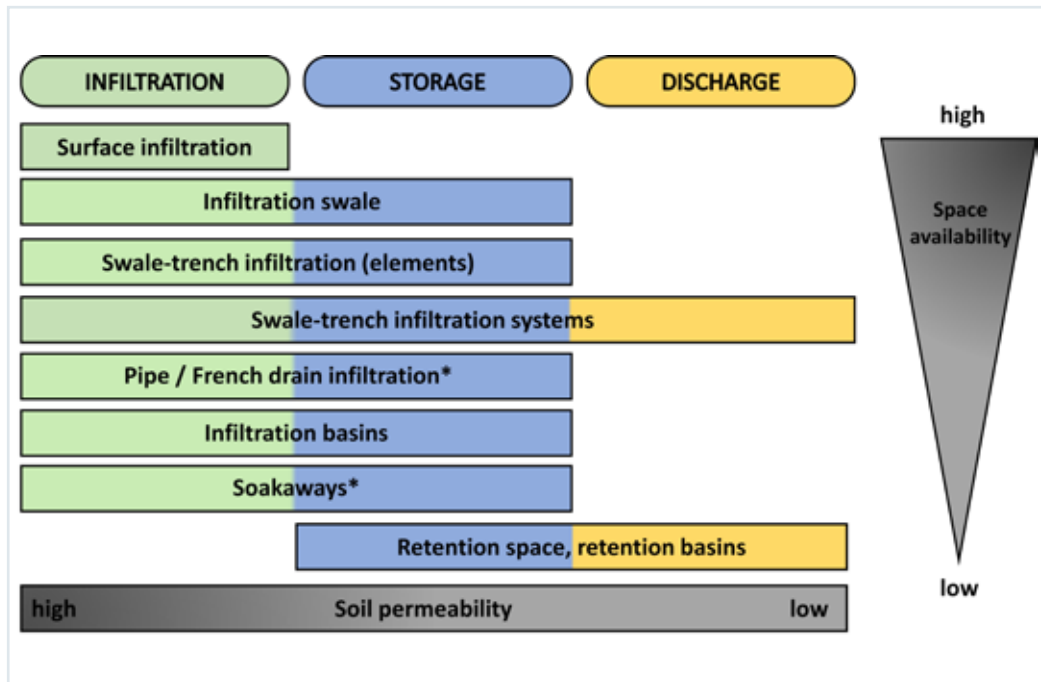 INFILTRATION
STORAGE
DISCHARGE
high
Surface infiltration
Infiltration swale
Space
availability
Swale-trench infiltration (elements)
Swale-trench infiltration systems
Pipe / French drain infiltration*
Infiltration basins
Soakaways*
Retention space, retention basins
low
high
Soil permeability
low